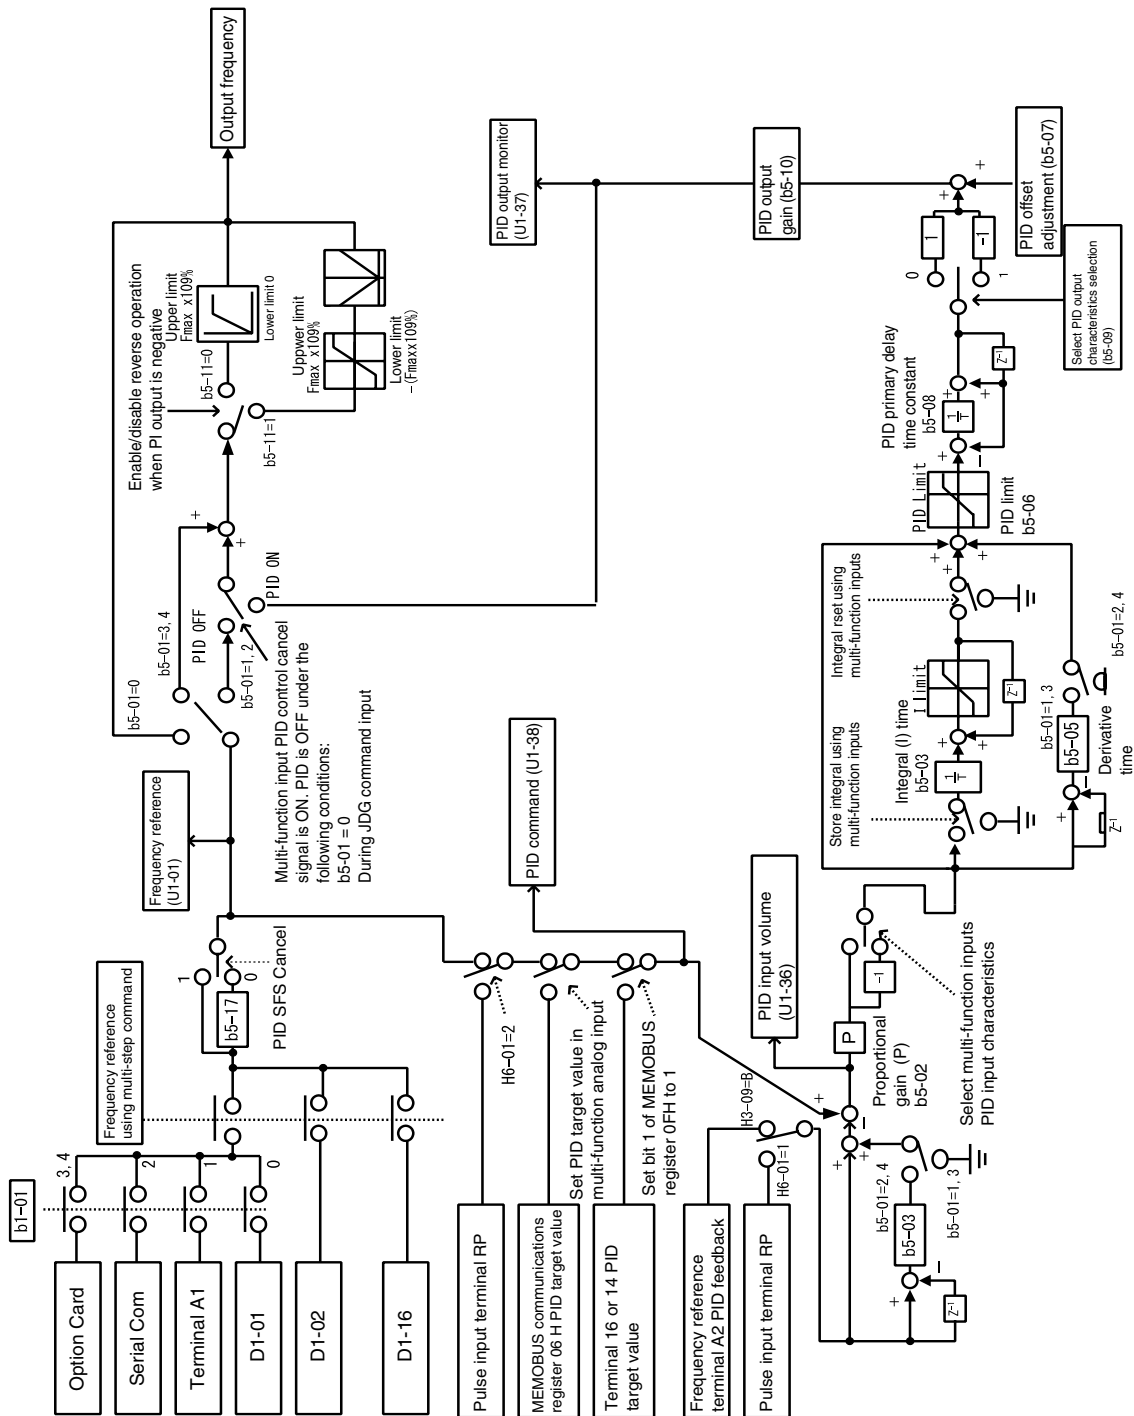 Option Card
Serial Com
Terminal A1
D1-01
D1-02
D1-16
b1-01
3, 4
2
1
0
Frequency reference
using multi-step command
b5-17
1
0
PID SFS Cancel
Frequency reference
(U1-01)
b5-01=0
b5-01=3, 4
PID OFF
b5-01=1, 2
PID ON
Multi-function input PID control cancel
signal is ON. PID is OFF under the
following conditions:
b5-01 = 0
During JDG command input
+
+
Enable/disable reverse operation
when PI output is negative
b5-11=0
b5-11=1
Upper limit
Fmax x109%
Lower limit 0
Uppwer limit
Fmax x109%
Lower limit
– (Fmaxx109%)
Output frequency
Pulse input terminal RP
H6-01=2
MEMOBUS communications
register 06 H PID target value
Set PID target value in
multi-function analog input
Terminal 16 or 14 PID
target value
Set bit 1 of MEMOBUS
register 0FH to 1
PID command (U1-38)
Frequency reference
terminal A2 PID feedback
H3-09=B
Pulse input terminal RP
H6-01=1
PID input volume
(U1-36)
+
–
+
+
+
–
Z-1
b5-03
b5-01=2, 4
b5-01=1, 3
P
Proportional
gain (P)
b5-02
-1
Select multi-function inputs
PID input characteristics
Store integral using
multi-function inputs
Integral (I) time
b5-03
1
T
+
+
I limit
Z-1
Integral rset using
multi-function inputs
+
–
Z-1
b5-05
b5-01=1, 3
b5-01=2, 4
Derivative
time
+
+
+
PID Limit
PID limit
b5-06
PID primary delay
time constant
b5-08
+
–
1
T
+
+
Z-1
0
1
1
-1
Select PID output
characteristics selection
(b5-09)
PID offset
adjustment (b5-07)
+
+
PID output
gain (b5-10)
PID output monitor
(U1-37)